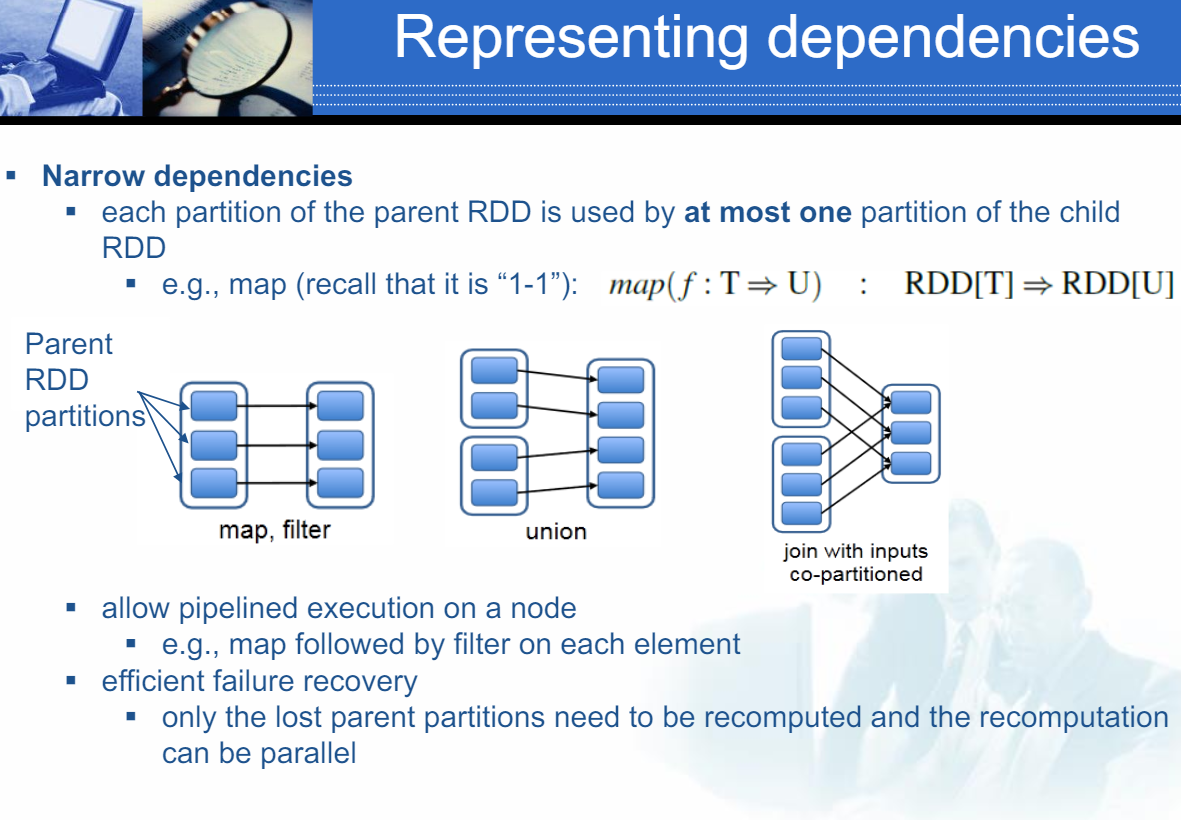 Representing dependencies
▪ Narrow dependencies
▪ each partition of the parent RDD is used by at most one partition of the child
RDD
▪ e.g., map (recall that it is “1-1”): map(f : T ⇒ U) : RDD[T] ⇒ RDD[U]
Parent
RDD
partitions
map, filter
union
join with inputs
co-partitioned
▪ allow pipelined execution on a node
▪ e.g., map followed by filter on each element
▪ efficient failure recovery
▪ only the lost parent partitions need to be recomputed and the recomputation
can be parallel